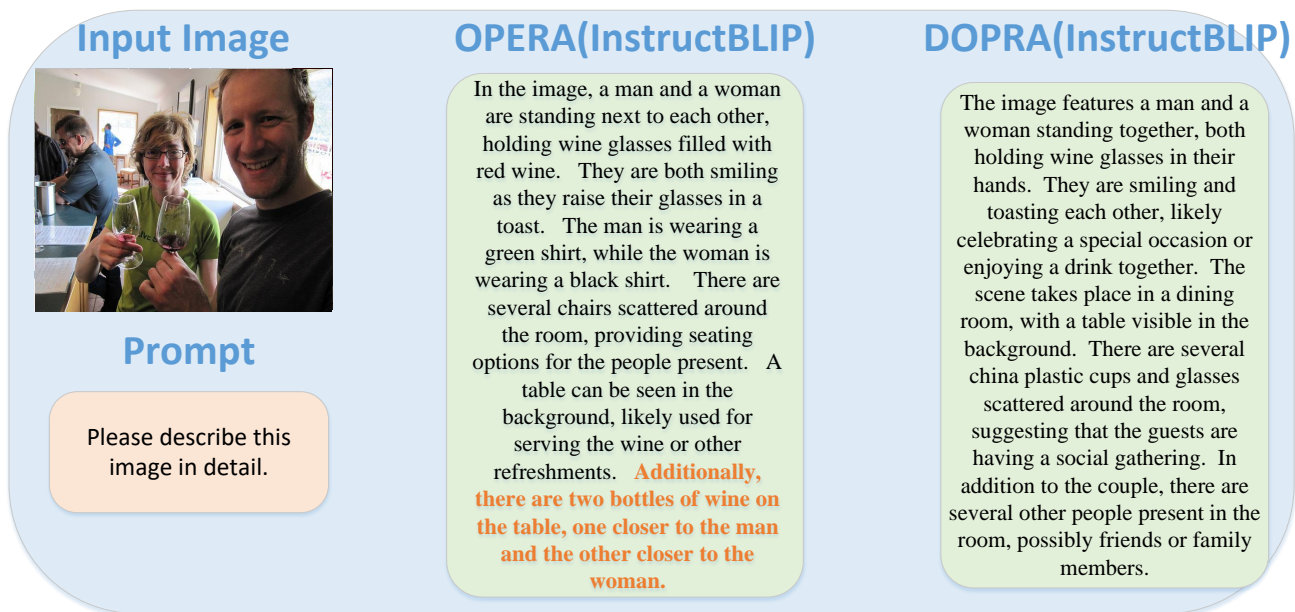 Input Image
Prompt
Please describe this
image in detail.
OPERA(InstructBLIP)
In the image, a man and a woman
are standing next to each other,
holding wine glasses filled with
red wine. They are both smiling
as they raise their glasses in a
toast. The man is wearing a
green shirt, while the woman is
wearing a black shirt. There are
several chairs scattered around
the room, providing seating
options for the people present. A
table can be seen in the
background, likely used for
serving the wine or other
refreshments. Additionally,
there are two bottles of wine on
the table, one closer to the man
and the other closer to the
woman.
DOPRA(InstructBLIP)
The image features a man and a
woman standing together, both
holding wine glasses in their
hands. They are smiling and
toasting each other, likely
celebrating a special occasion or
enjoying a drink together. The
scene takes place in a dining
room, with a table visible in the
background. There are several
china plastic cups and glasses
scattered around the room,
suggesting that the guests are
having a social gathering. In
addition to the couple, there are
several other people present in the
room, possibly friends or family
members.